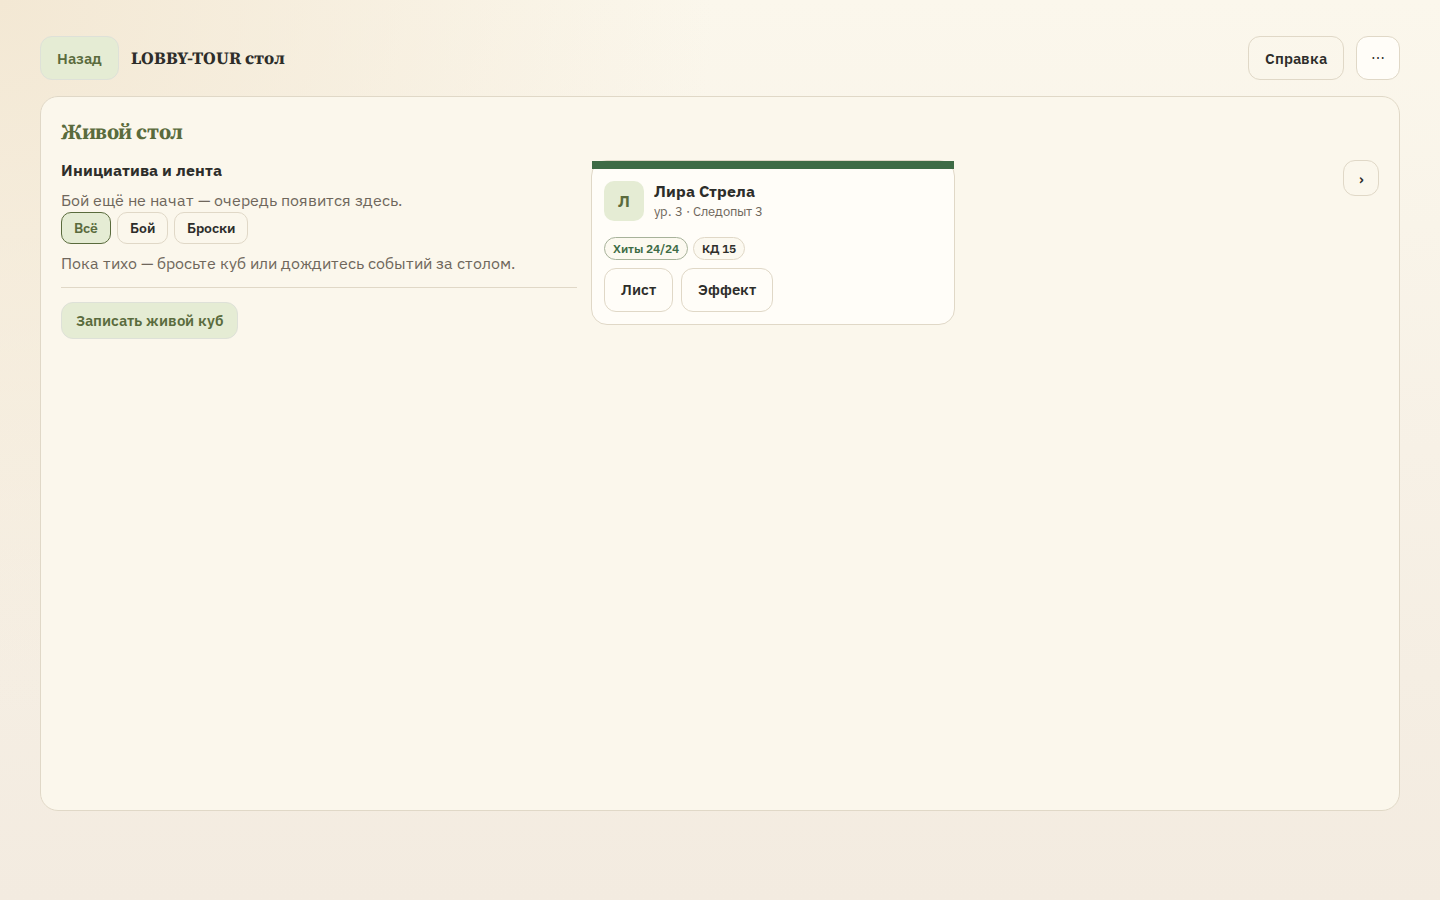 Назад
LOBBY-TOUR стол
Справка
···
Живой стол
Инициатива и лента
Бой ещё не начат — очередь появится здесь.
Всё
Бой
Броски
Пока тихо — бросьте куб или дождитесь событий за столом.
Записать живой куб
Л
Лира Стрела
ур. 3 · Следопыт 3
Хиты 24/24
КД 15
Лист
Эффект
›